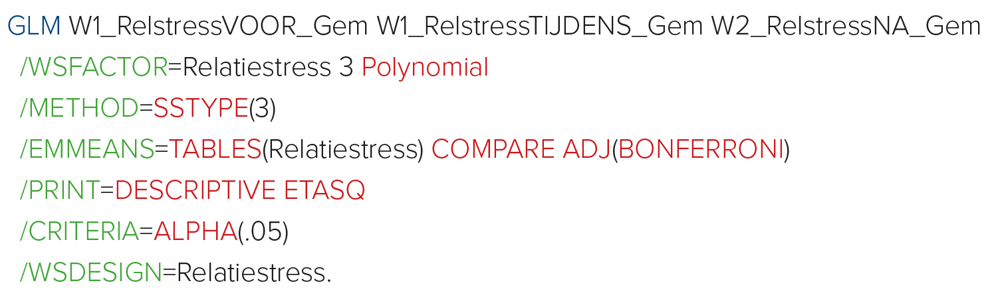 GLM W1_RelstressVOOR_Gem W1_RelstressTIJDENS_Gem W2_RelstressNA_Gem
/WSFACTOR=Relatiestress 3 Polynomial
/METHOD=SSTYPE(3)
/EMMEANS=TABLES(Relatiestress) COMPARE ADJ(BONFERRONI)
/PRINT=DESCRIPTIVE ETASQ
/CRITERIA=ALPHA(.05)
/WSDESIGN=Relatiestress.